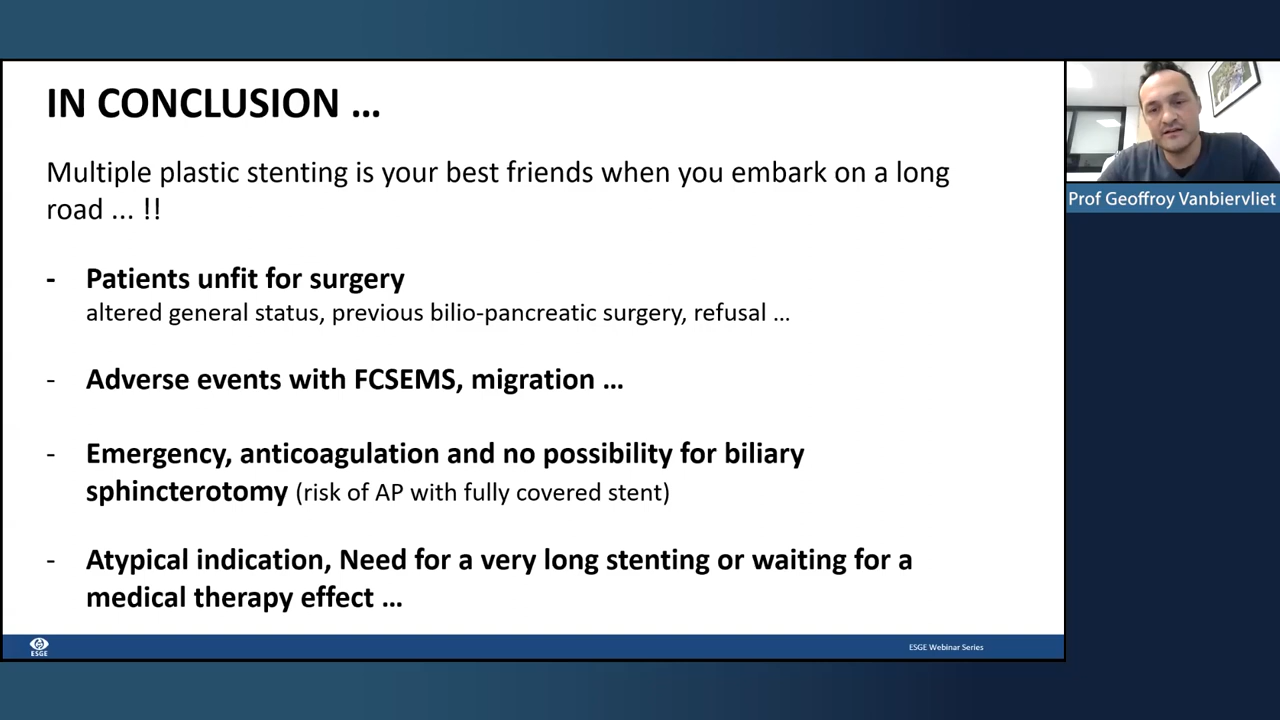 IN CONCLUSION ...
Multiple plastic stenting is your best friends when you embark on a long
road ... !!
- Patients unfit for surgery
altered general status, previous bilio-pancreatic surgery, refusal ...
- Adverse events with FCSEMS, migration ...
- Emergency, anticoagulation and no possibility for biliary
sphincterotomy (risk of AP with fully covered stent)
- Atypical indication, Need for a very long stenting or waiting for a
medical therapy effect ...
Prof Geoffroy Vanbiervliet
ESGE
ESGE Webinar Series